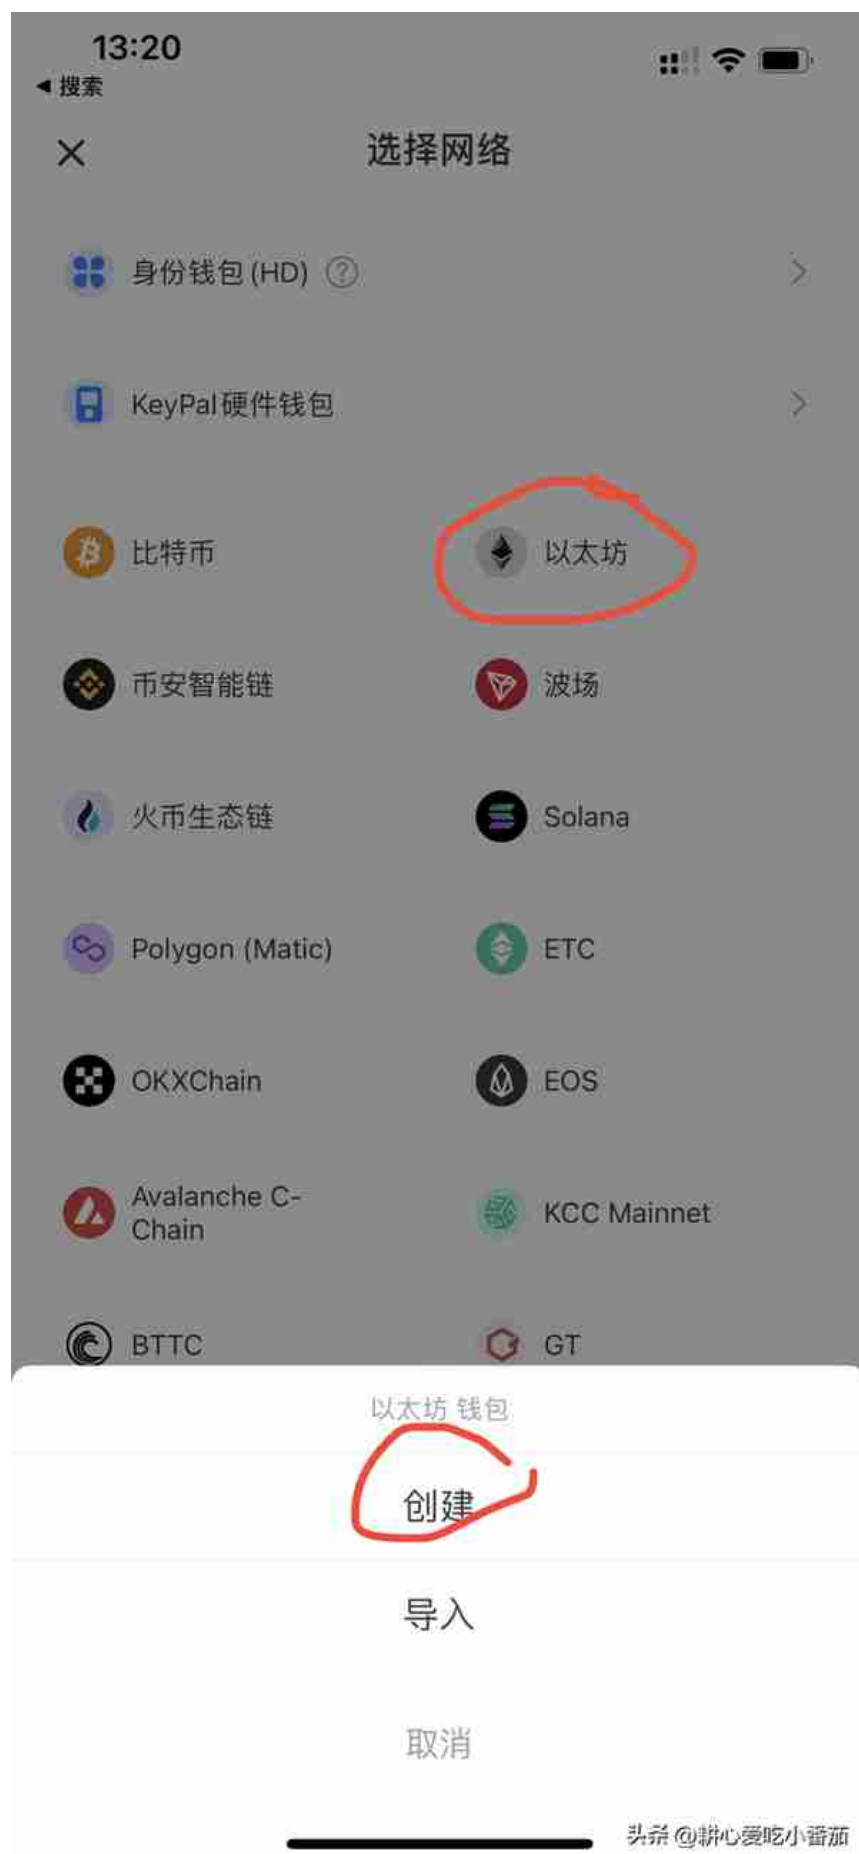 13:20
◀ 搜索
选择网络
身份钱包 (HD) ?
KeyPal硬件钱包
比特币
以太坊
币安智能链
波场
火币生态链
Solana
Polygon (Matic)
ETC
OKXChain
EOS
Avalanche C-
Chain
KCC Mainnet
BTTC
GT
以太坊 钱包
创建
导入
取消
头条 @耕心爱吃小番茄